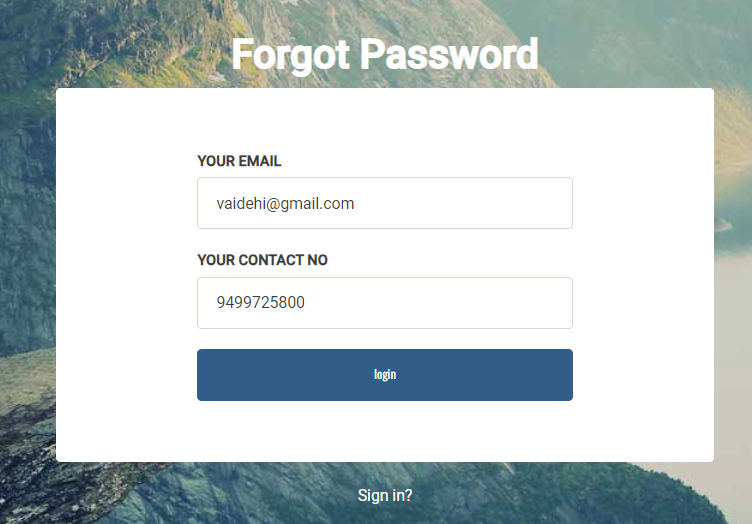 Forgot Password
YOUR EMAIL
vaidehi@gmail.com
YOUR CONTACT NO
9499725800
login
Sign in?